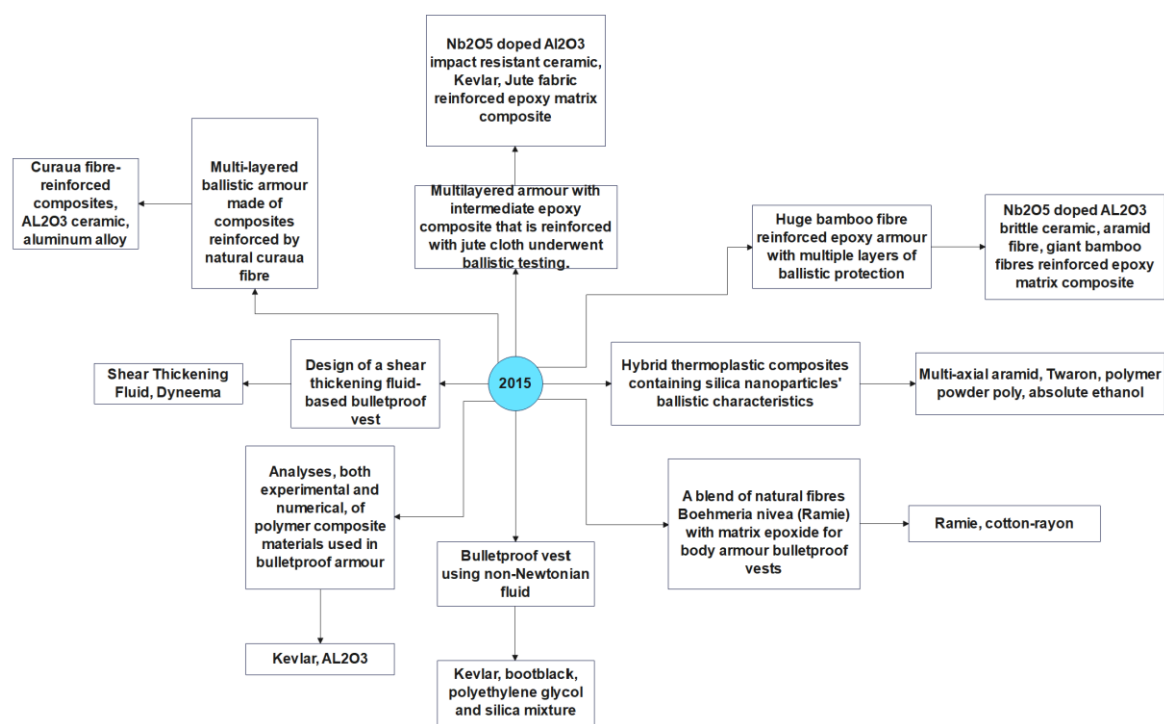 Nb2O5 doped Al2O3
impact resistant ceramic,
Kevlar, Jute fabric
reinforced epoxy matrix
composite
Curaua fibre-
reinforced composites,
AL2O3 ceramic,
aluminum alloy
Multi-layered
ballistic armour
made of
composites
reinforced by
natural curaua
fibre
Multilayered armour with
intermediate epoxy
composite that is reinforced
with jute cloth underwent
ballistic testing.
Huge bamboo fibre
reinforced epoxy armour
with multiple layers of
ballistic protection
Nb2O5 doped AL2O3
brittle ceramic, aramid
fibre, giant bamboo
fibres reinforced epoxy
matrix composite
Shear Thickening
Fluid, Dyneema
Design of a shear
thickening fluid-
based bulletproof
vest
2015
Hybrid thermoplastic composites
containing silica nanoparticles'
ballistic characteristics
Multi-axial aramid, Twaron, polymer
powder poly, absolute ethanol
Analyses, both
experimental and
numerical, of
polymer composite
materials used in
bulletproof armour
Kevlar, AL2O3
Bulletproof vest
using non-Newtonian
fluid
Kevlar, bootblack,
polyethylene glycol
and silica mixture
A blend of natural fibres
Boehmeria nivea (Ramie)
with matrix epoxide for
body armour bulletproof
vests
Ramie, cotton-rayon